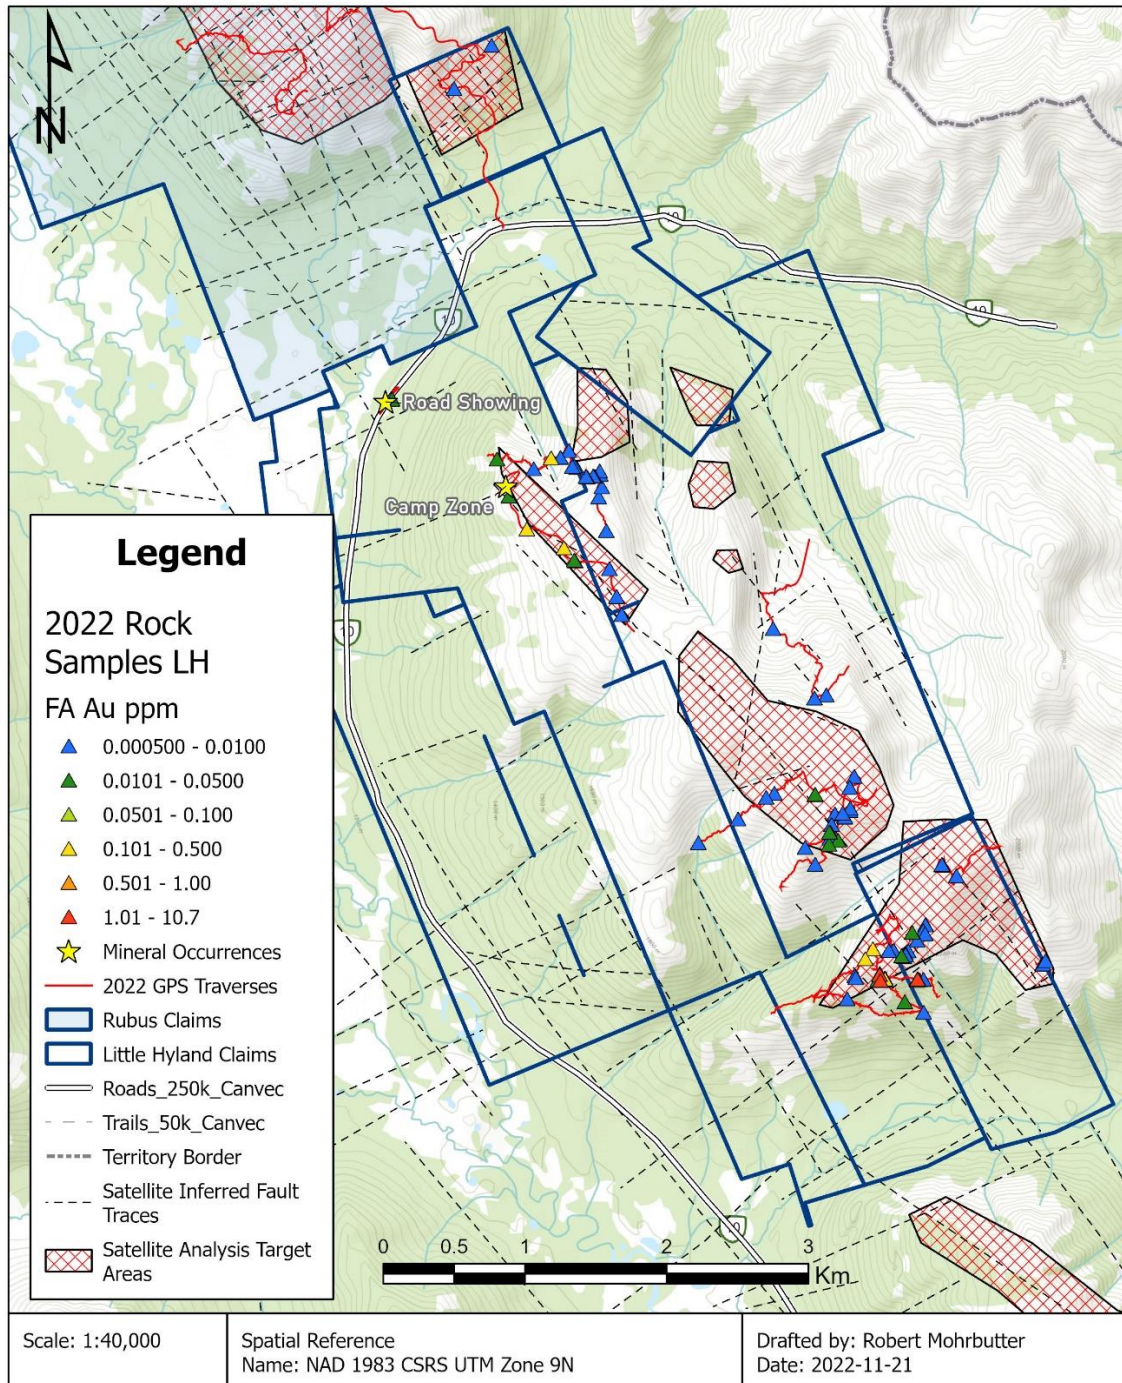 N
10
10
10
Road Showing
Camp Zone
10
Legend
2022 Rock
Samples LH
FA Au ppm
0.000500 - 0.0100
0.0101 - 0.0500
0.0501 - 0.100
0.101 - 0.500
0.501 - 1.00
1.01 - 10.7
Mineral Occurrences
2022 GPS Traverses
Rubus Claims
Little Hyland Claims
Roads_250k_Canvec
Trails_50k_Canvec
Territory Border
Satellite Inferred Fault
Traces
Satellite Analysis Target
Areas
0 0.5 1 2 3
Km
Scale: 1:40,000
Spatial Reference
Name: NAD 1983 CSRS UTM Zone 9N
Drafted by: Robert Mohrbutter
Date: 2022-11-21